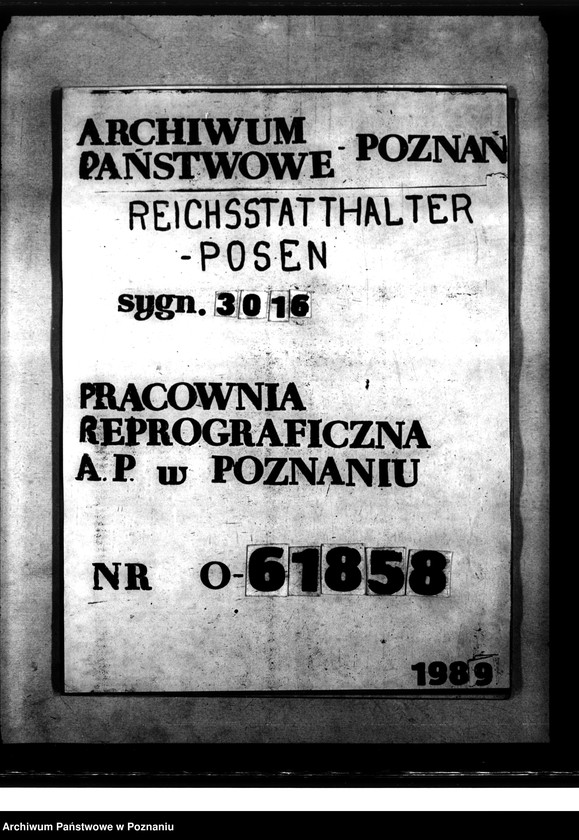 ARCHIWUM
PAŃSTWOWE - POZNAŃ
REICHSSTATTHALTER
-POSEN
sygn. 3016
PRACOWNIA
REPROGRAFICZNA
A.P. w POZNANIU
NR O-61858
1989
Archiwum Państwowe w Poznaniu